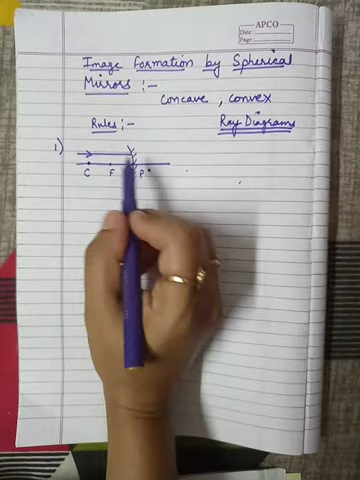 APCO
Date
Page
Image Formation by Spherical
Mirrors :-
Concave , convex
Rules :-
Ray Diagrams
1)
C F P